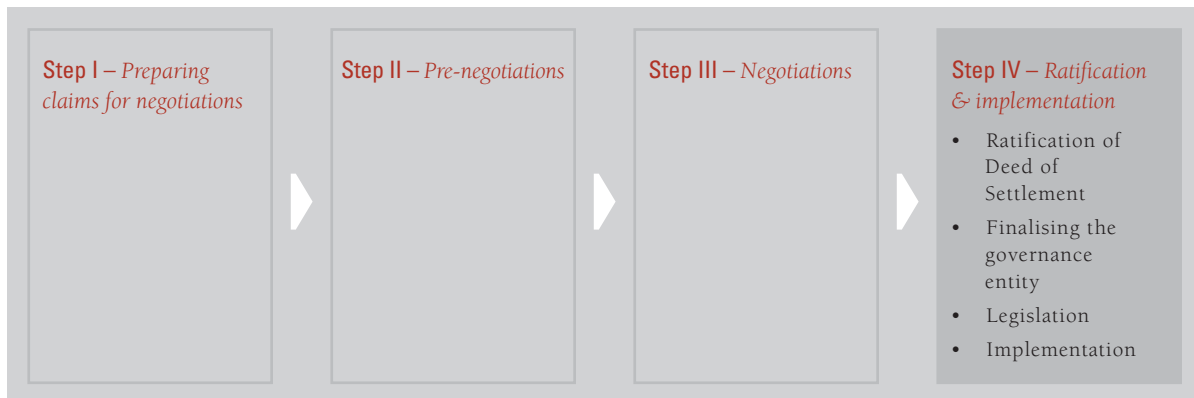 Step I – Preparing
claims for negotiations
Step II – Pre-negotiations
Step III – Negotiations
Step IV – Ratification
& implementation
• Ratification of
Deed of
Settlement
• Finalising the
governance
entity
• Legislation
• Implementation